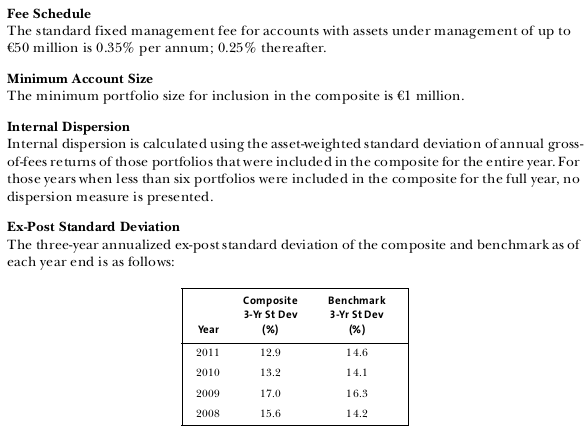 Fee Schedule
The standard fixed management fee for accounts with assets under management of up to
€50 million is 0.35% per annum; 0.25% thereafter.
Minimum Account Size
The minimum portfolio size for inclusion in the composite is €1 million.
Internal Dispersion
Internal dispersion is calculated using the asset-weighted standard deviation of annual gross-
of-fees returns of those portfolios that were included in the composite for the entire year. For
those years when less than six portfolios were included in the composite for the full year, no
dispersion measure is presented.
Ex-Post Standard Deviation
The three-year annualized ex-post standard deviation of the composite and benchmark as of
each year end is as follows:
Composite Benchmark
3-Yr St Dev 3-Yr St Dev
Year (%) (%)
2011 12.9 14.6
2010 13.2 14.1
2009 17.0 16.3
2008 15.6 14.2